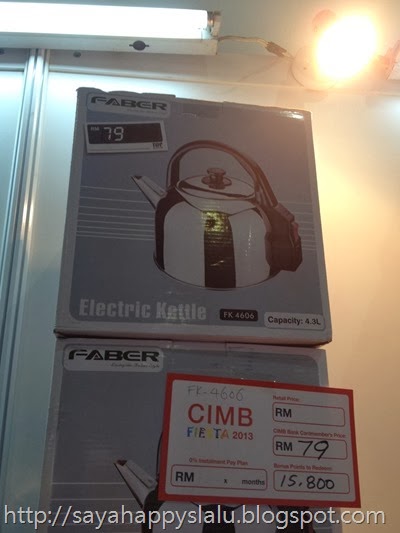 FABER
RM 79
Electric Kettle
FK 4606
Capacity: 4.3L
FABER
FK-4606
CIMB
FIESTA 2013
0% Instalment Pay Plan
RM x months
Retail Price:
RM
CIMB Bank Cardmember's Price:
RM 79
Bonus Points to Redeem:
15,800
http://sayahappyslalu.blogspot.com